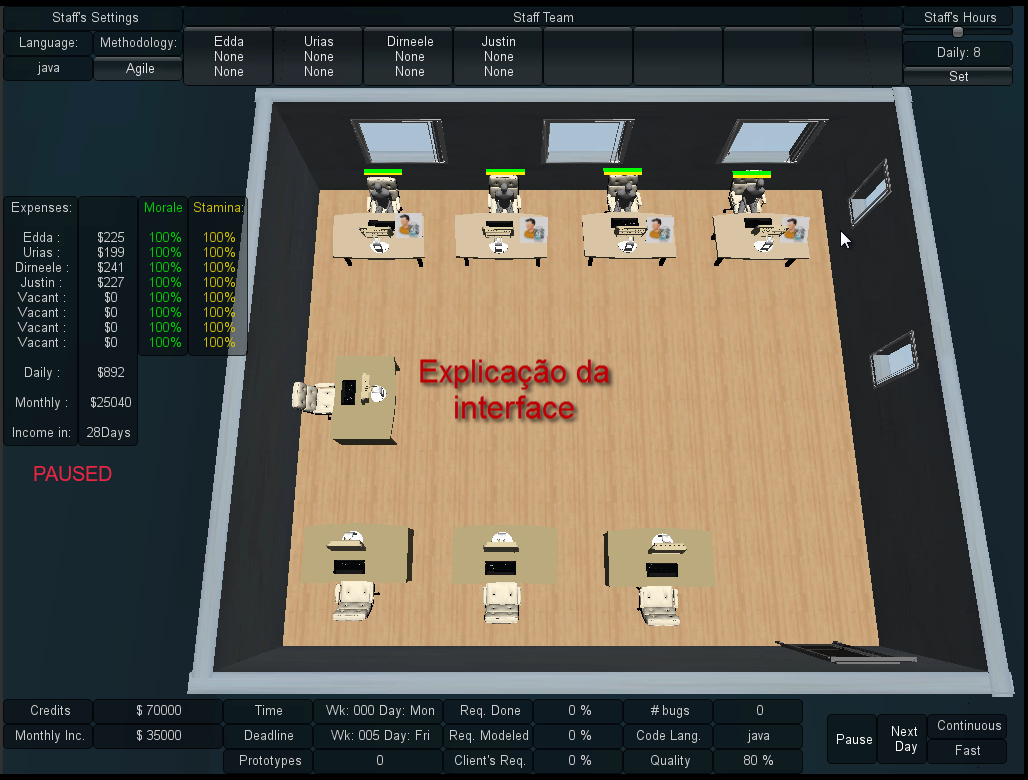 Staff's Settings
Staff Team
Staff's Hours
Language: Methodology:
java Agile
Edda Urias Dirneele Justin
None None None None
None None None None
Daily: 8
Set
Expenses: Morale Stamina:
Edda : $225 100% 100%
Urias : $199 100% 100%
Dirneele : $241 100% 100%
Justin : $227 100% 100%
Vacant : $0 100% 100%
Vacant : $0 100% 100%
Vacant : $0 100% 100%
Vacant : $0 100% 100%
Daily : $892
Monthly : $25040
Income in: 28Days
PAUSED
Explicação da
interface
Credits $ 70000 Time Wk: 000 Day: Mon Req. Done 0 % # bugs 0
Monthly Inc. $ 35000 Deadline Wk: 005 Day: Fri Req. Modeled 0 % Code Lang. java
Prototypes 0 Client's Req. 0 % Quality 80 %
Pause
Next
Day
Continuous
Fast